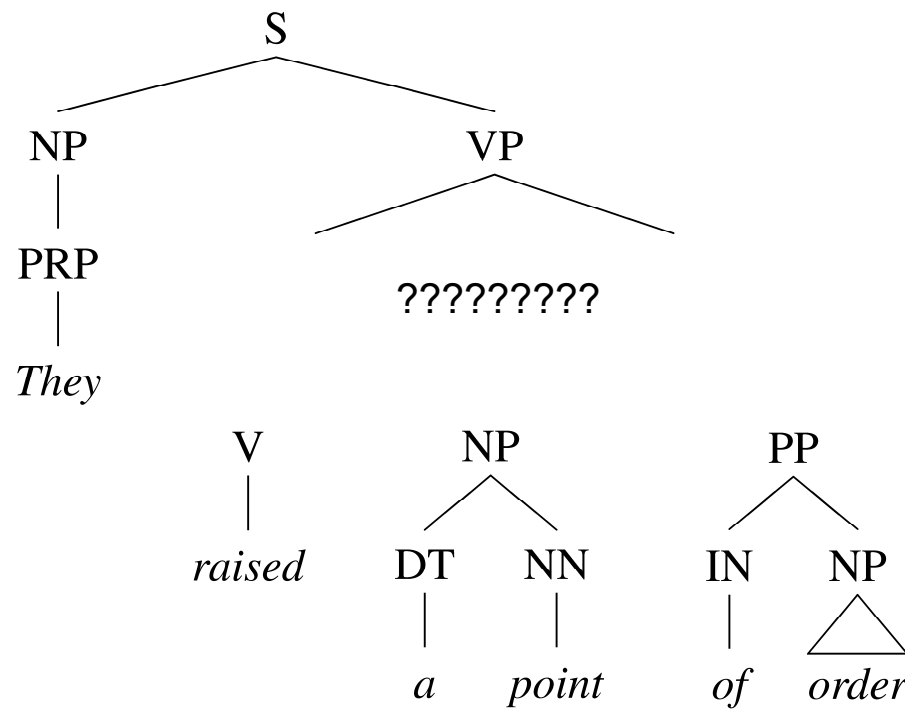 S
NP VP
PRP
?????????
They
V NP PP
raised DT NN IN NP
a point of order